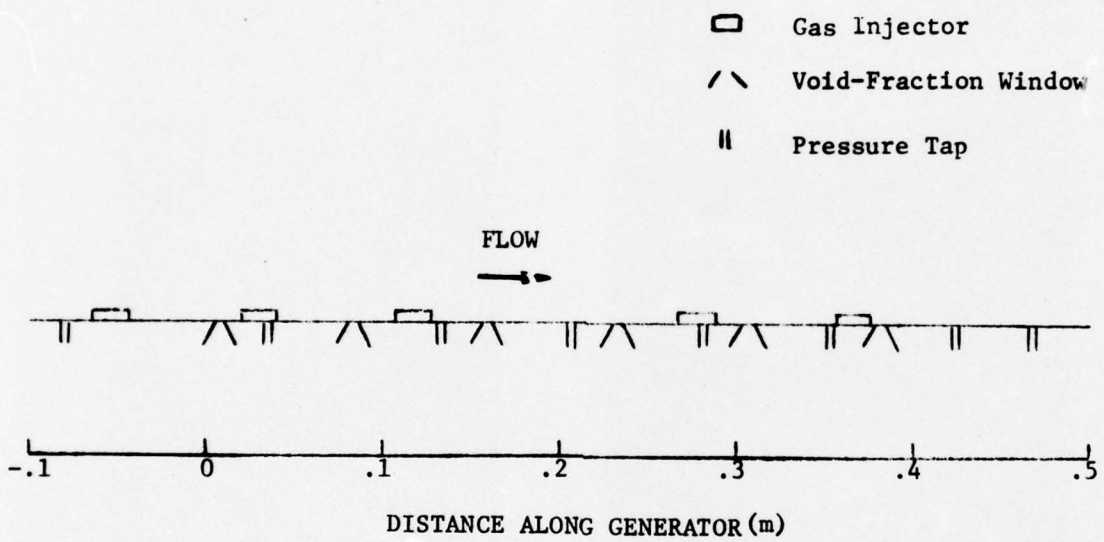 Gas Injector
Void-Fraction Window
Pressure Tap
FLOW
-.1 0 .1 .2 .3 .4 .5
DISTANCE ALONG GENERATOR (m)